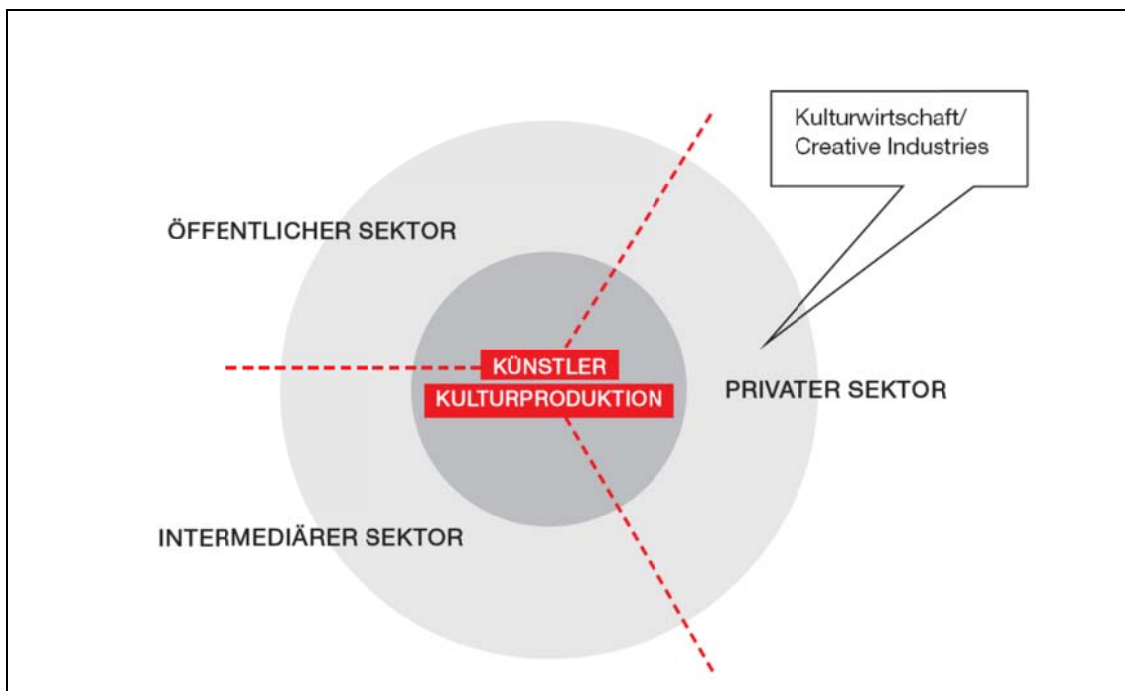 Kulturwirtschaft/
Creative Industries
ÖFFENTLICHER SEKTOR
KÜNSTLER
KULTURPRODUKTION
PRIVATER SEKTOR
INTERMEDIÄRER SEKTOR